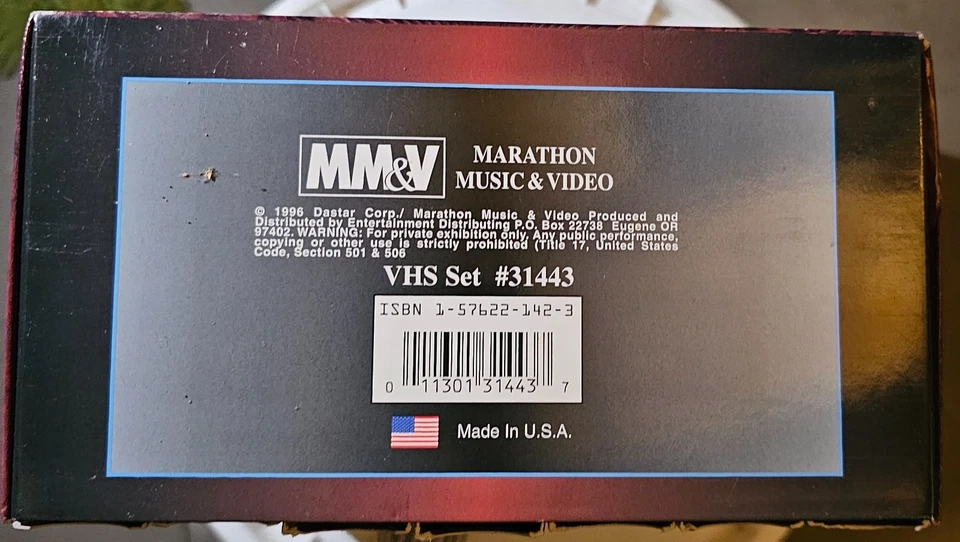 MM&V MARATHON
MUSIC & VIDEO
© 1996 Dastar Corp./ Marathon Music & Video Produced and
Distributed by Entertainment Distributing P.O. Box 22738 Eugene OR
97402. WARNING: For private exhibition only. Any public performance,
copying or other use is strictly prohibited (Title 17, United States
Code, Section 501 & 506
VHS Set #31443
ISBN 1-57622-142-3
0 11301 31443 7
Made In U.S.A.